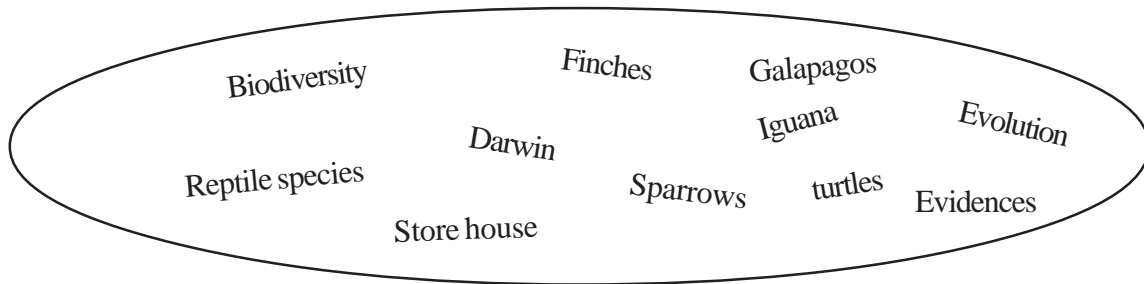 Biodiversity
Finches
Galapagos
Iguana
Evolution
Darwin
Reptile species
Sparrows
turtles
Evidences
Store house